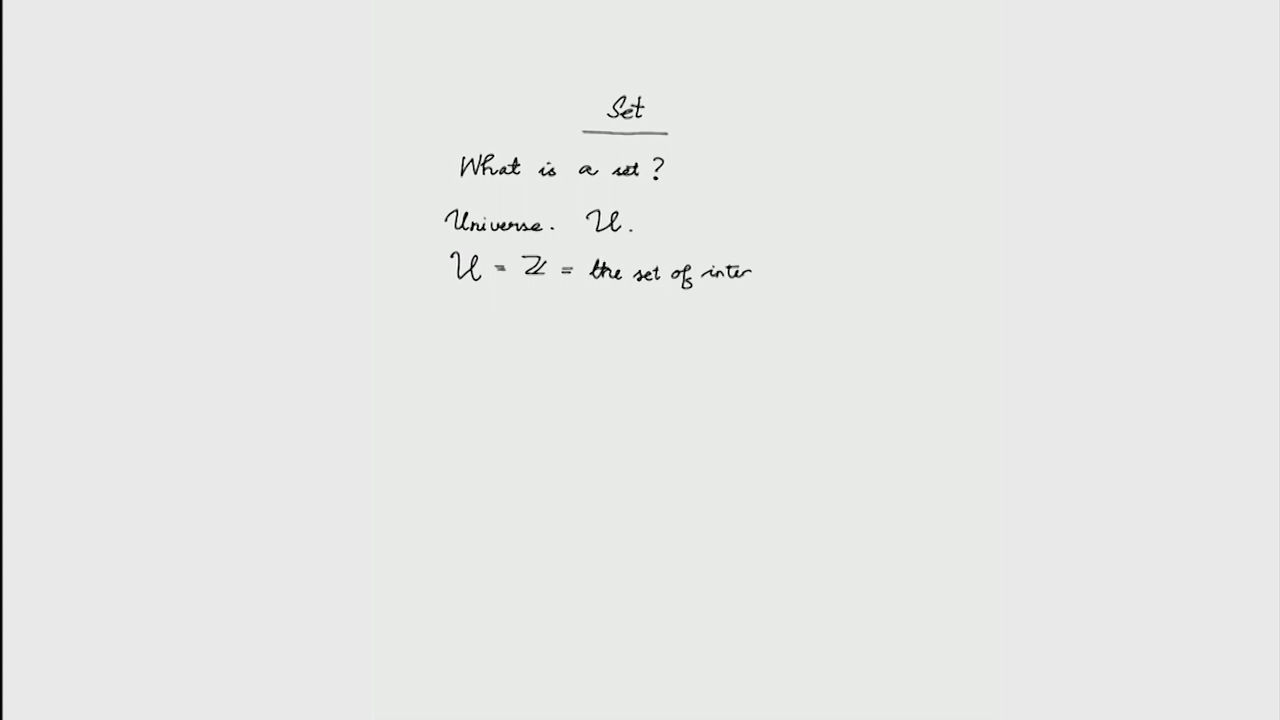 Set
What is a set?
Universe. 𝒰.
𝒰 = ℤ = the set of inter